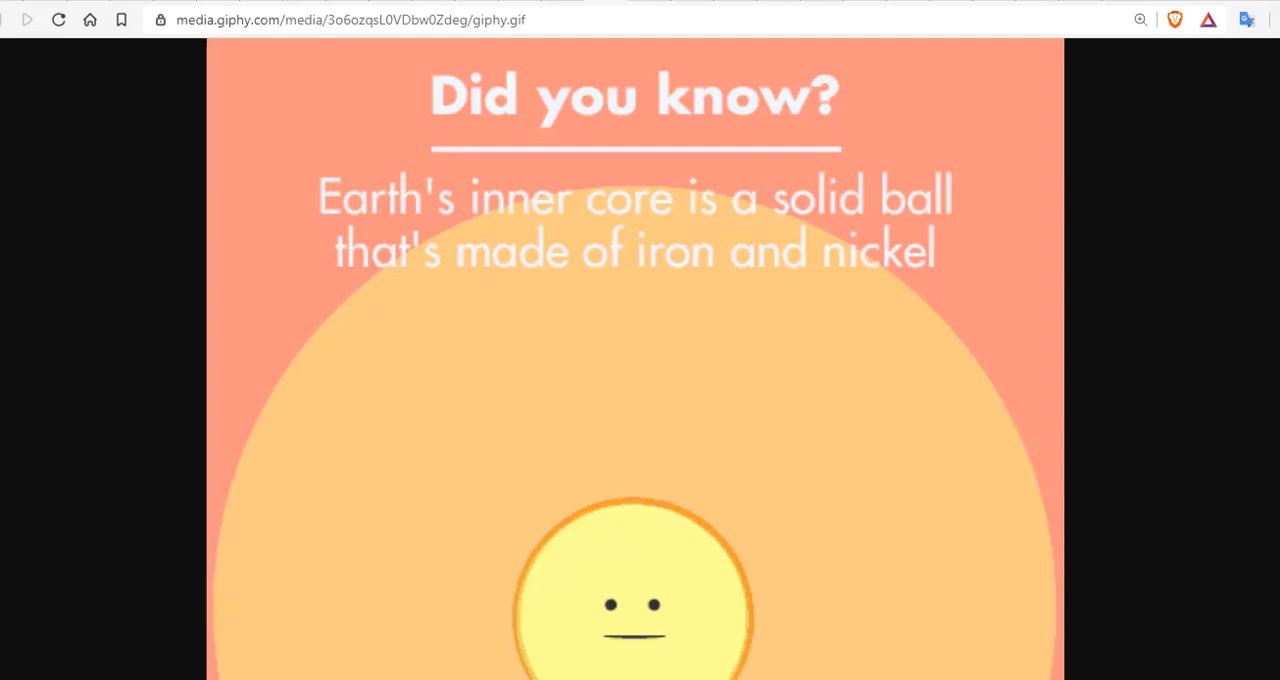 media.giphy.com/media/3o6ozqsL0VDbw0Zdeg/giphy.gif
Did you know?
Earth's inner core is a solid ball
that's made of iron and nickel